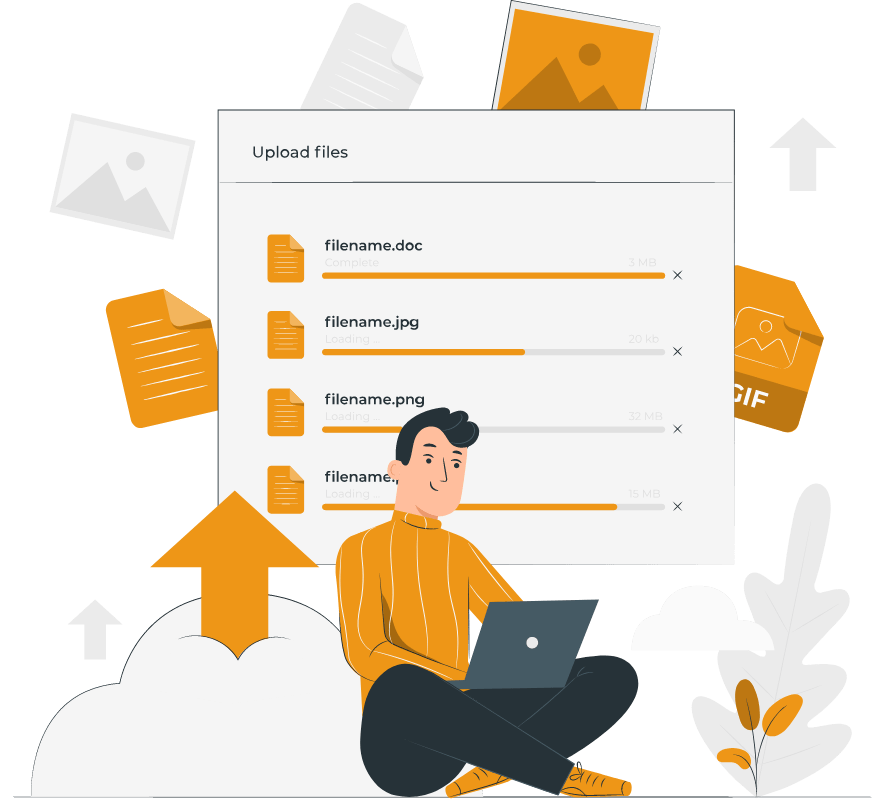 Upload files
filename.doc
Complete
3 MB
filename.jpg
Loading ...
20 kb
filename.png
Loading ...
32 MB
Loading ...
15 MB
GIF